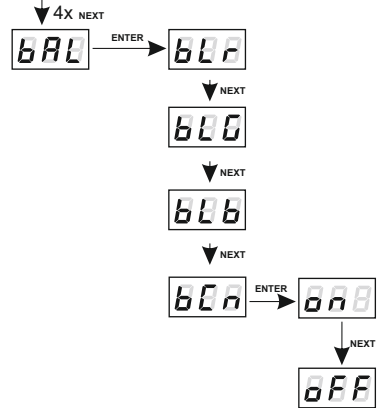 4x NEXT
bAL ENTER bLr
NEXT
bLG
NEXT
bLb
NEXT
bCn ENTER on
NEXT
oFF